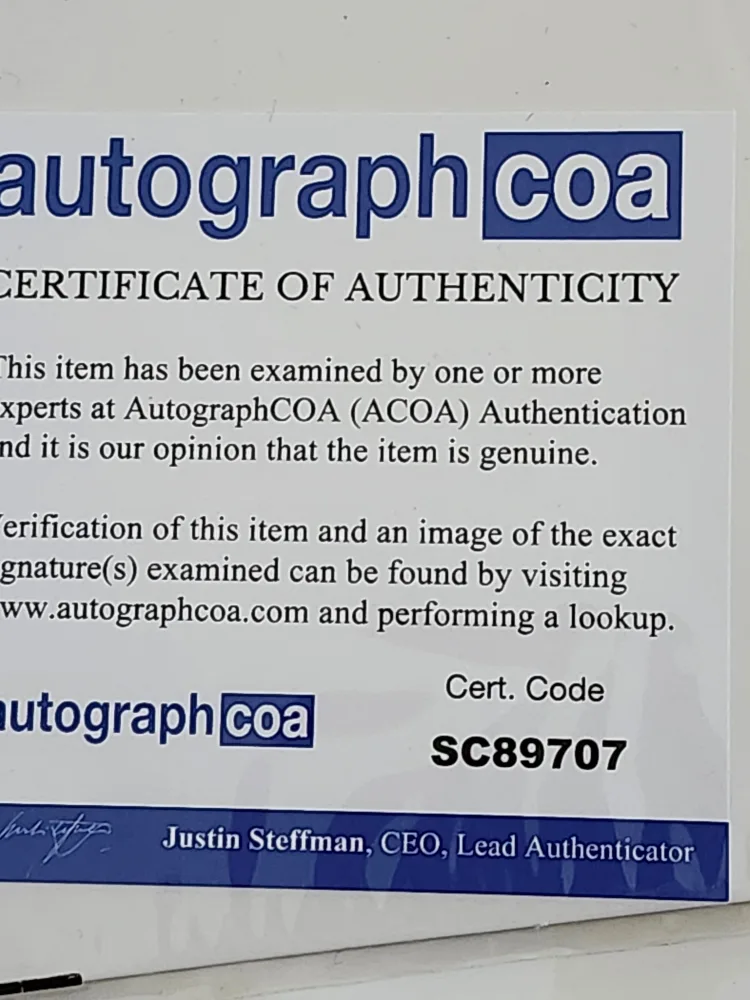 autograph coa
CERTIFICATE OF AUTHENTICITY
This item has been examined by one or more
xperts at AutographCOA (ACOA) Authentication
nd it is our opinion that the item is genuine.
erification of this item and an image of the exact
gnature(s) examined can be found by visiting
ww.autographcoa.com and performing a lookup.
autograph coa
Cert. Code
SC89707
Justin Steffman, CEO, Lead Authenticator